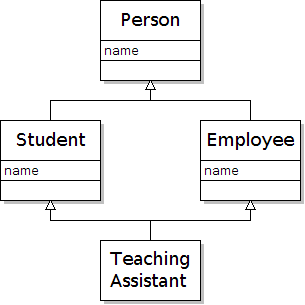 Person
name
Student
name
Employee
name
Teaching
Assistant